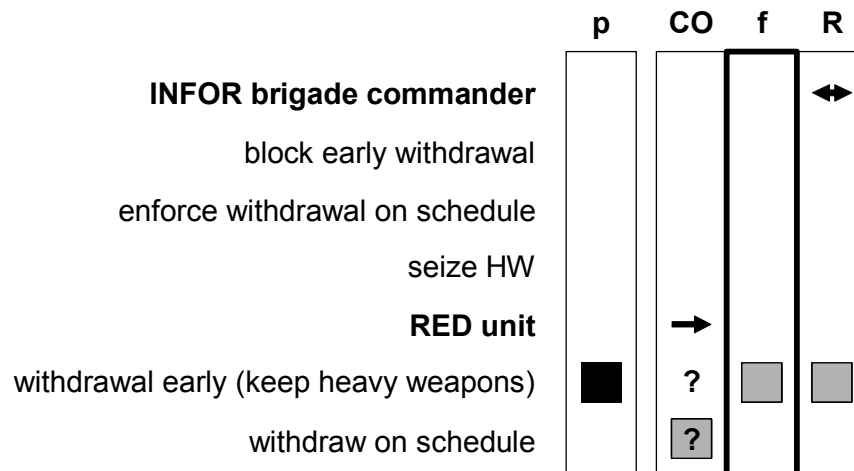 p CO f R
INFOR brigade commander
block early withdrawal
enforce withdrawal on schedule
seize HW
RED unit
withdrawal early (keep heavy weapons) ?
withdraw on schedule ?